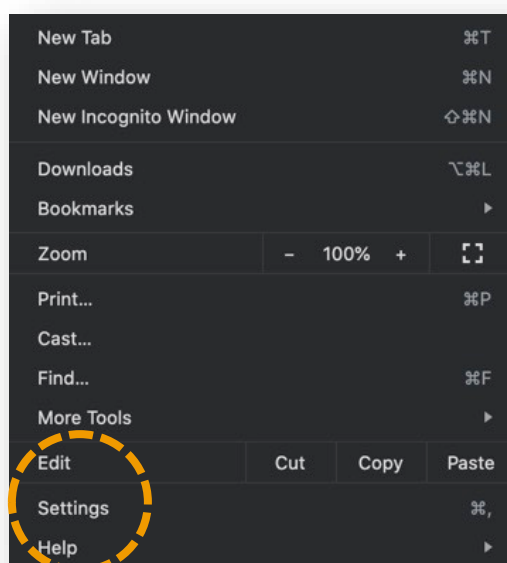 New Tab ⌘T
New Window ⌘N
New Incognito Window ⇧⌘N
Downloads ⌥⌘L
Bookmarks ▸
Zoom - 100% +
Print... ⌘P
Cast...
Find... ⌘F
More Tools ▸
Edit Cut Copy Paste
Settings ⌘,
Help ▸